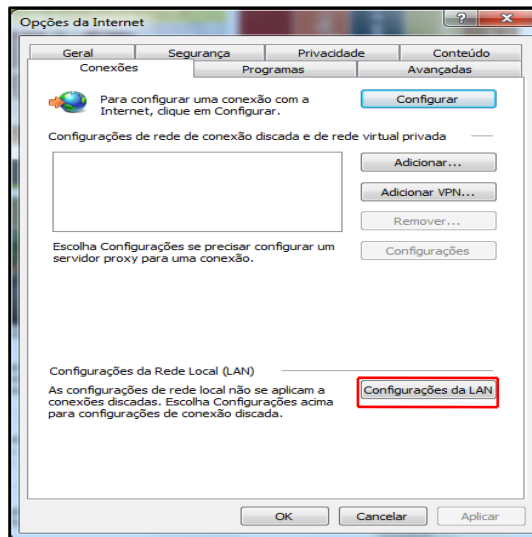 Opções da Internet
Geral
Segurança
Privacidade
Conteúdo
Conexões
Programas
Avançadas
Para configurar uma conexão com a
Internet, clique em Configurar.
Configurar
Configurações de rede de conexão discada e de rede virtual privada
Adicionar...
Adicionar VPN...
Remover...
Escolha Configurações se precisar configurar um
servidor proxy para uma conexão.
Configurações
Configurações da Rede Local (LAN)
As configurações de rede local não se aplicam a
conexões discadas. Escolha Configurações acima
para configurações de conexão discada.
Configurações da LAN
OK
Cancelar
Aplicar